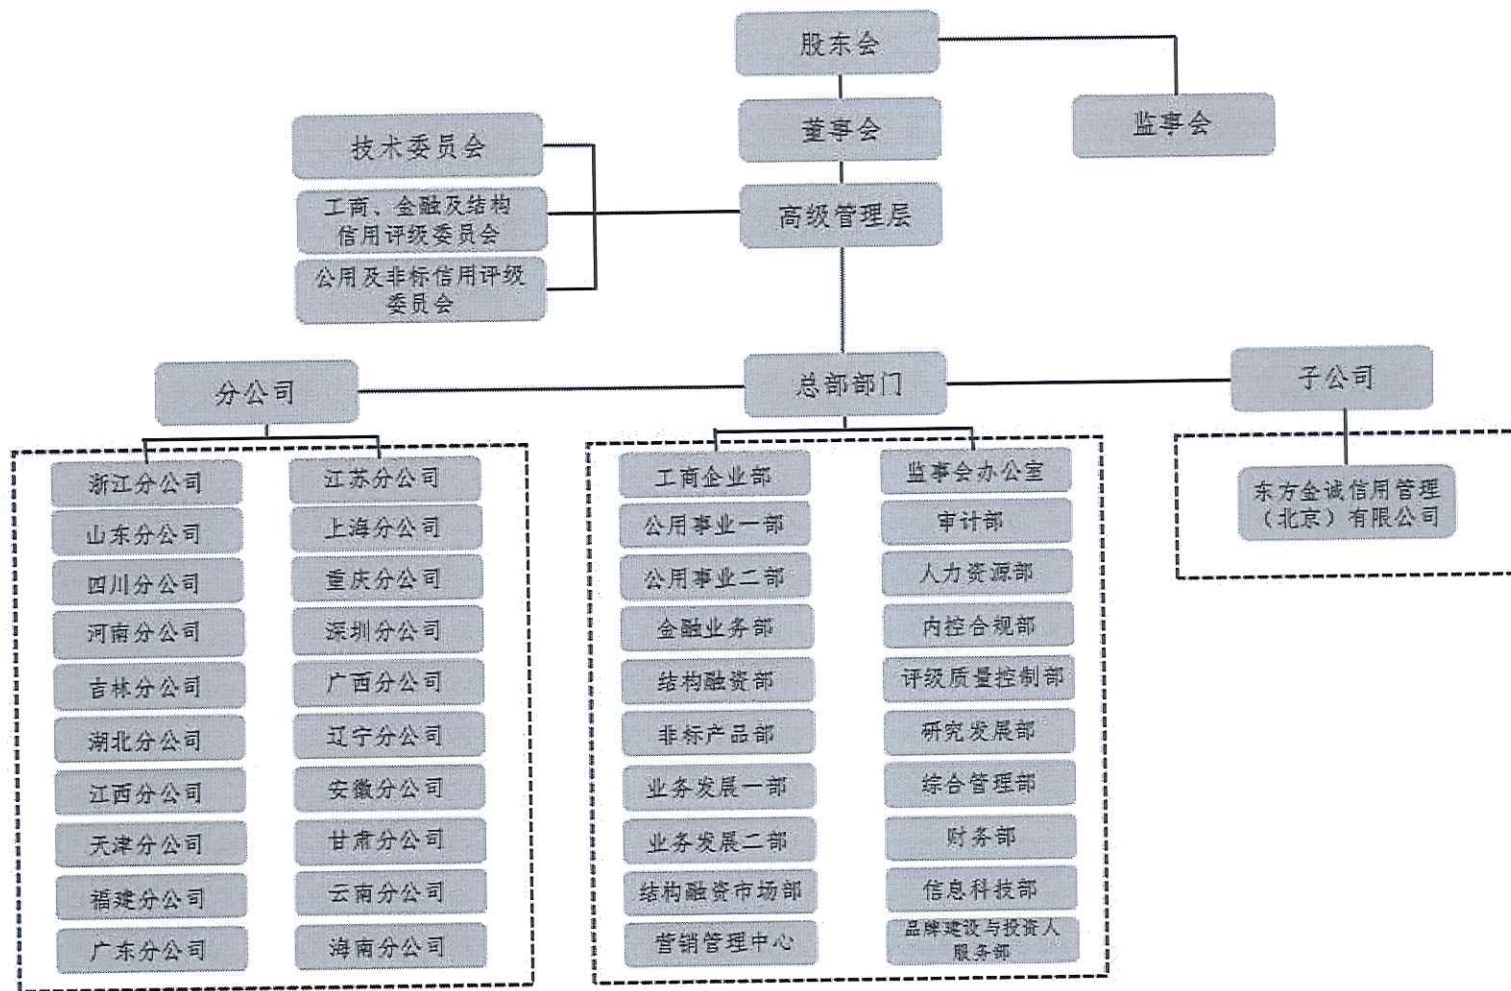 股东会
董事会
监事会
技术委员会
工商、金融及结构
信用评级委员会
公用及非标信用评级
委员会
高级管理层
分公司
总部部门
子公司
浙江分公司
江苏分公司
山东分公司
上海分公司
四川分公司
重庆分公司
河南分公司
深圳分公司
吉林分公司
广西分公司
湖北分公司
辽宁分公司
江西分公司
安徽分公司
天津分公司
甘肃分公司
福建分公司
云南分公司
广东分公司
海南分公司
工商企业部
监事会办公室
公用事业一部
审计部
公用事业二部
人力资源部
金融业务部
内控合规部
结构融资部
评级质量控制部
非标产品部
研究发展部
业务发展一部
综合管理部
业务发展二部
财务部
结构融资市场部
信息科技部
营销管理中心
品牌建设与投资人
服务部
东方金诚信用管理
（北京）有限公司